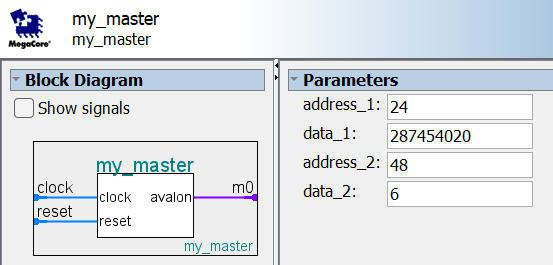 my_master
my_master
MegaCore®
Block Diagram
Show signals
my_master
clock
clock
avalon
m0
reset
reset
my_master
Parameters
address_1: 24
data_1: 287454020
address_2: 48
data_2: 6